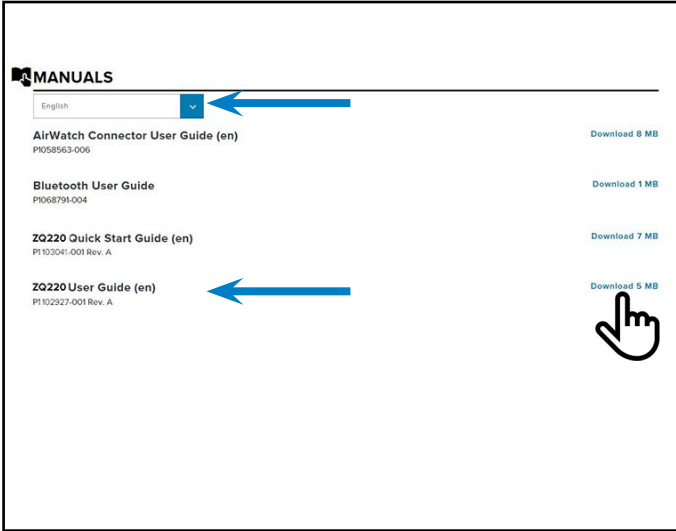 MANUALS
English
AirWatch Connector User Guide (en)
Download 8 MB
P1058563-006
Bluetooth User Guide
Download 1 MB
P1068791-004
ZQ220 Quick Start Guide (en)
Download 7 MB
P1103041-001 Rev. A
ZQ220 User Guide (en)
Download 5 MB
P1102927-001 Rev. A